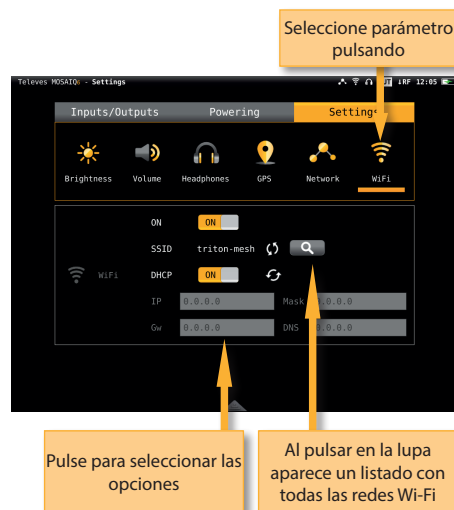 Seleccione parámetro
pulsando
Televes MOSAIQ6 - Settings
RF 12:05
Inputs/Outputs Powering Settings
Brightness Volume Headphones GPS Network WiFi
ON ON
SSID triton-mesh
WiFi DHCP ON
IP 0.0.0.0 Mask 0.0.0.0
Gw 0.0.0.0 DNS 0.0.0.0
Pulse para seleccionar las
opciones
Al pulsar en la lupa
aparece un listado con
todas las redes Wi-Fi